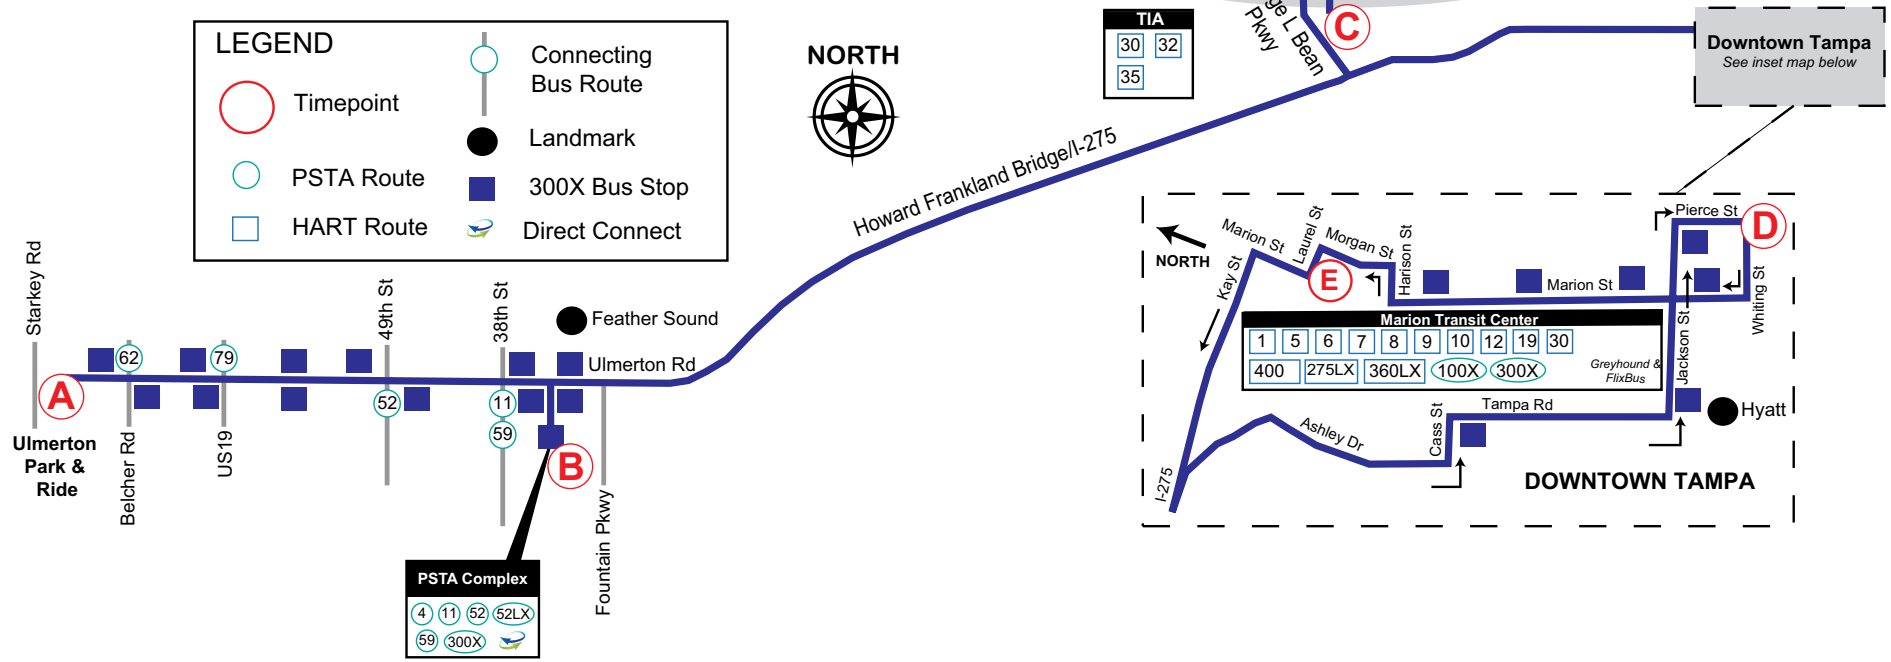 LEGEND
Timepoint
PSTA Route
HART Route
Connecting
Bus Route
Landmark
300X Bus Stop
Direct Connect
NORTH
TIA
30 32
35
ge L Bean
Pkwy
C
Downtown Tampa
See inset map below
Howard Frankland Bridge/I-275
Starkey Rd
A
Ulmerton
Park &
Ride
62
Belcher Rd
79
US19
49th St
52
38th St
11
59
Feather Sound
Ulmerton Rd
B
Fountain Pkwy
PSTA Complex
4 11 52 52LX
59 300X
NORTH
Kay St
Marion St
Laurel St
Morgan St
E
Harison St
Marion St
Pierce St
D
Whiting St
Marion Transit Center
1 5 6 7 8 9 10 12 19 30
400 275LX 360LX 100X 300X
Greyhound &
FlixBus
Jackson St
Hyatt
Tampa Rd
Cass St
Ashley Dr
I-275
DOWNTOWN TAMPA